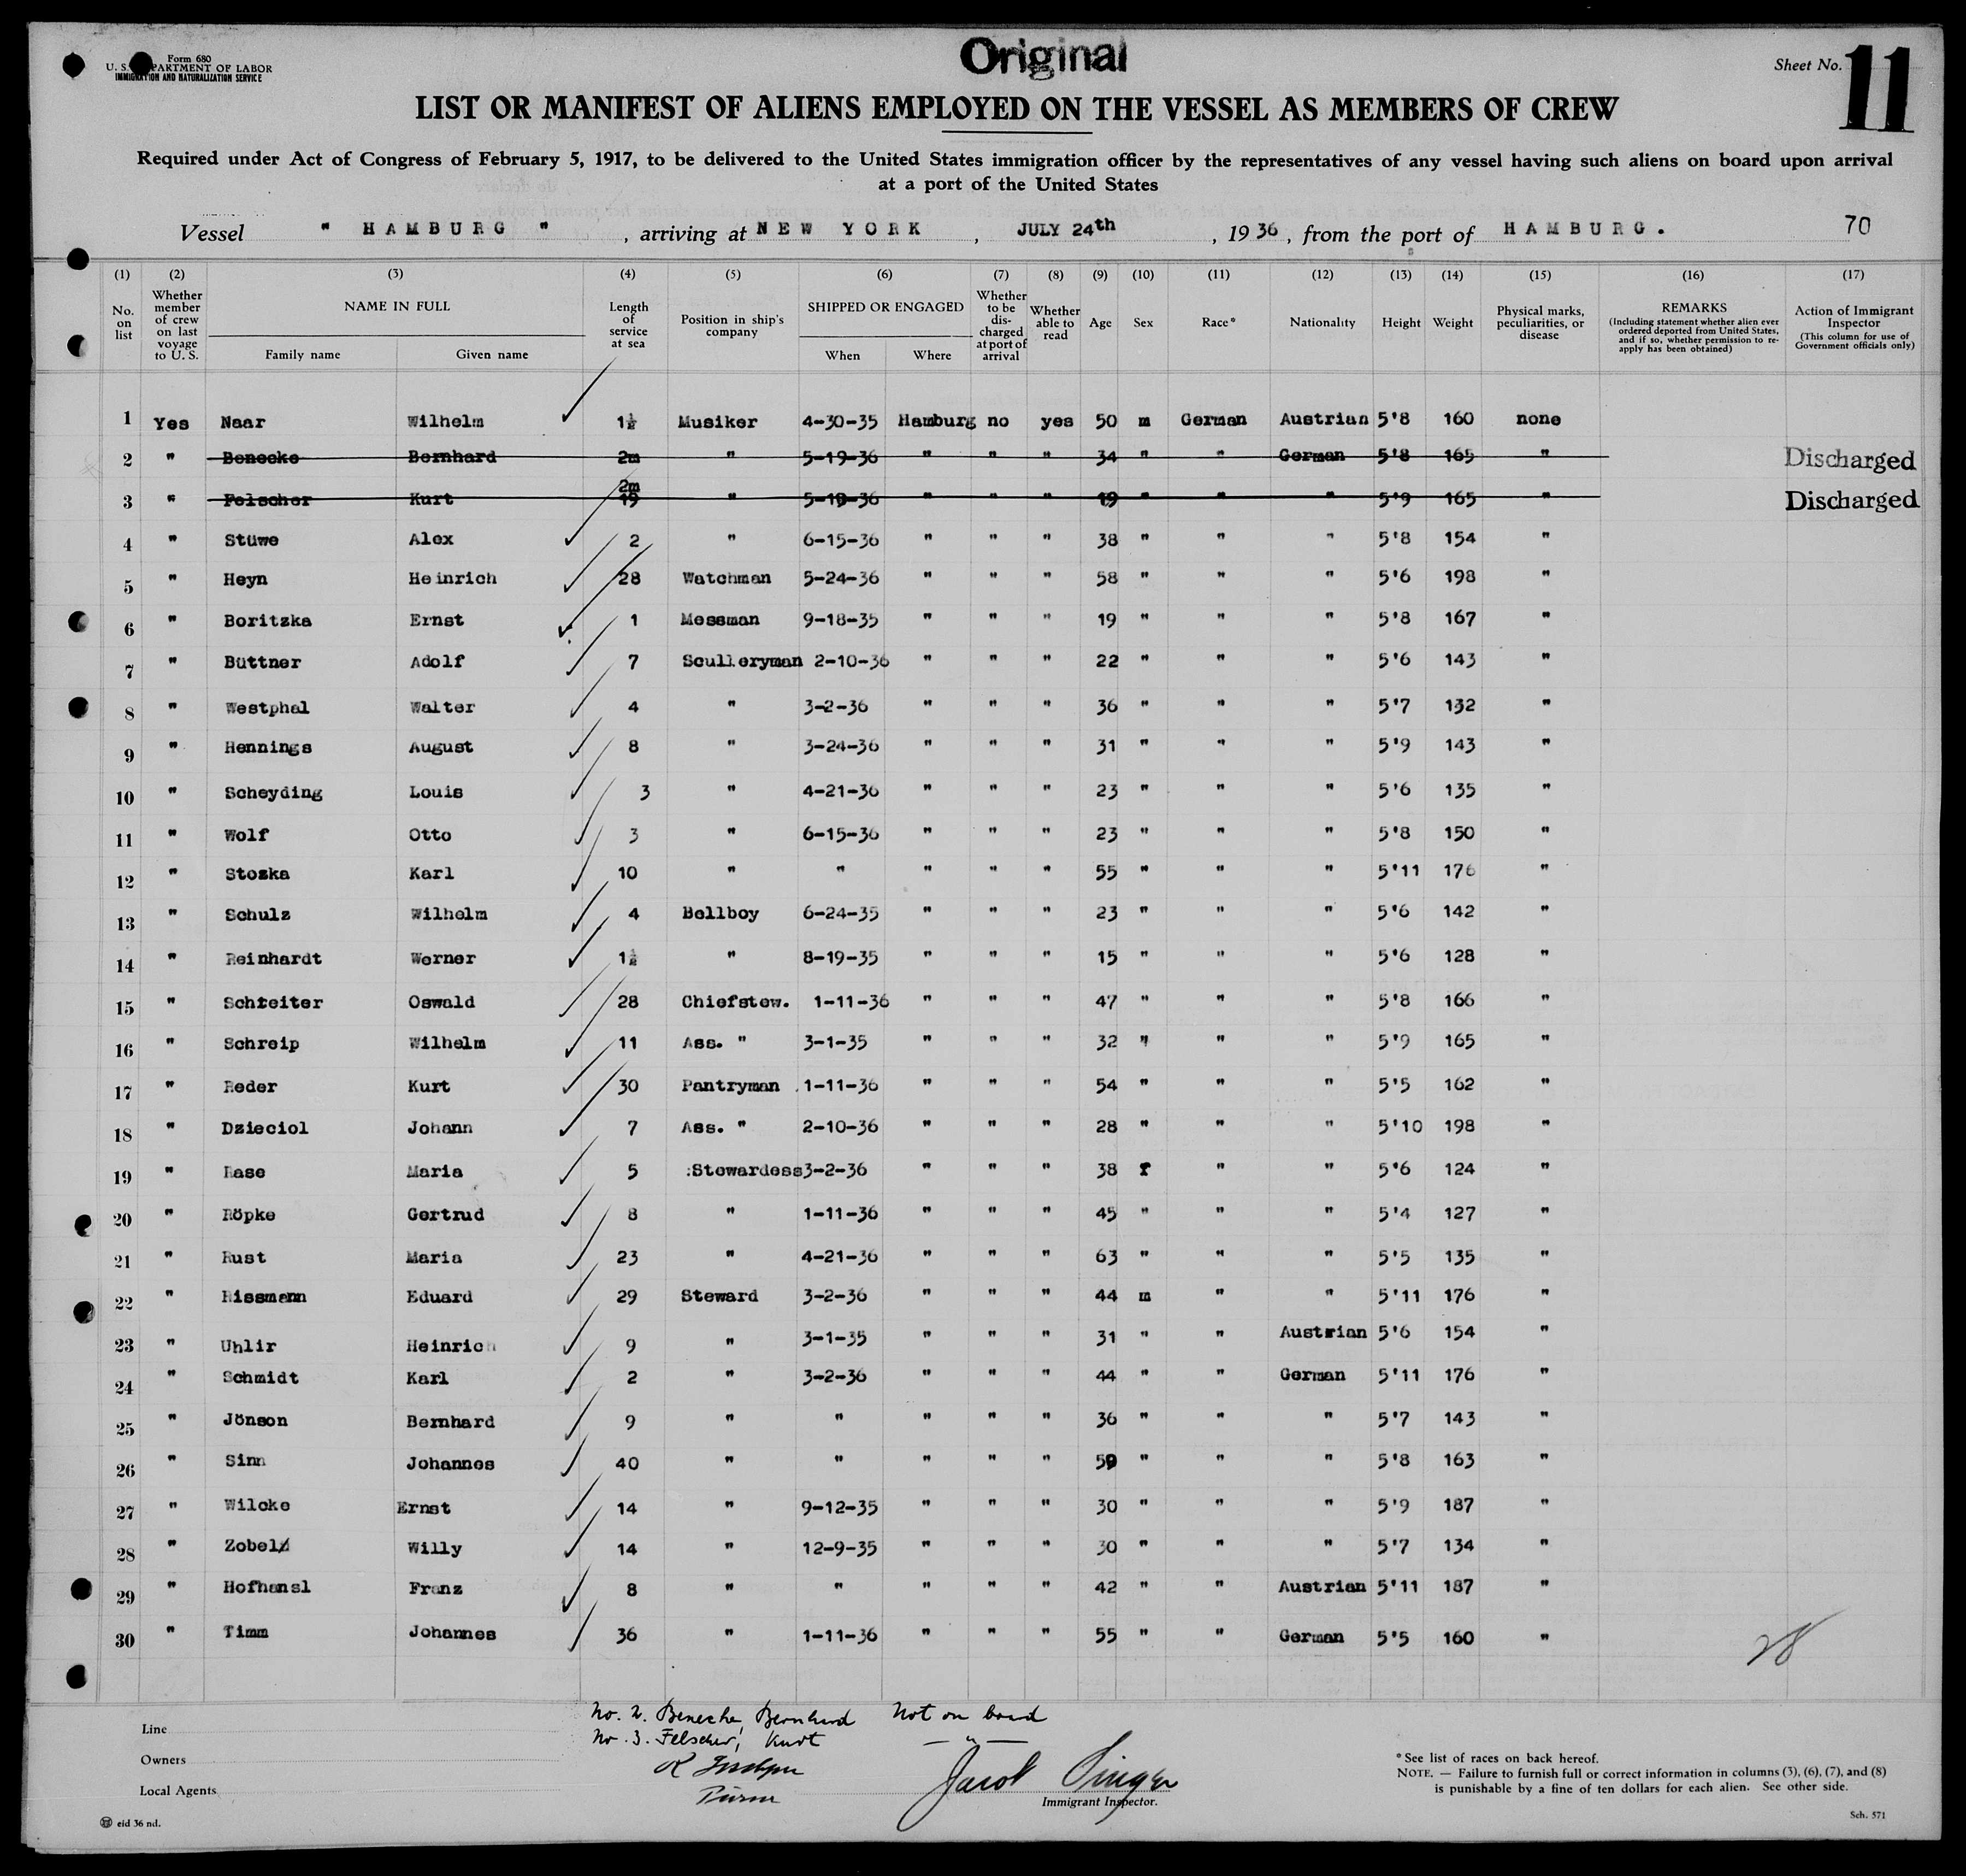 Form 680
U. S. DEPARTMENT OF LABOR
IMMIGRATION AND NATURALIZATION SERVICE
Original
Sheet No. 11
LIST OR MANIFEST OF ALIENS EMPLOYED ON THE VESSEL AS MEMBERS OF CREW
Required under Act of Congress of February 5, 1917, to be delivered to the United States immigration officer by the representatives of any vessel having such aliens on board upon arrival
at a port of the United States
Vessel " HAMBURG " , arriving at NEW YORK , JULY 24th , 1936 , from the port of HAMBURG. 70
(1) (2) (3) (4) (5) (6) (7) (8) (9) (10) (11) (12) (13) (14) (15) (16) (17)
No. on list
Whether member of crew on last voyage to U. S.
NAME IN FULL
Family name Given name
Length of service at sea
Position in ship's company
SHIPPED OR ENGAGED
When Where
Whether to be discharged at port of arrival
Whether able to read
Age Sex Race* Nationality Height Weight
Physical marks, peculiarities, or disease
REMARKS
(Including statement whether alien ever ordered deported from United States, and if so, whether permission to reapply has been obtained)
Action of Immigrant Inspector
(This column for use of Government officials only)
1 Yes Naar Wilhelm 1½ Musiker 4-30-35 Hamburg no yes 50 m German Austrian 5'8 160 none
2 " Benecke Bernhard 2m " 5-19-36 " " " 34 " " German 5'8 165 " Discharged
3 " Felscher Kurt 2m 19 " 5-19-36 " " " 19 " " " 5'9 165 " Discharged
4 " Stüwe Alex 2 " 6-15-36 " " " 38 " " " 5'8 154 "
5 " Heyn Heinrich 28 Watchman 5-24-36 " " " 58 " " " 5'6 198 "
6 " Boritzka Ernst 1 Messman 9-18-35 " " " 19 " " " 5'8 167 "
7 " Büttner Adolf 7 Sculleryman 2-10-36 " " " 22 " " " 5'6 143 "
8 " Westphal Walter 4 " 3-2-36 " " " 36 " " " 5'7 132 "
9 " Hennings August 8 " 3-24-36 " " " 31 " " " 5'9 143 "
10 " Scheyding Louis 3 " 4-21-36 " " " 23 " " " 5'6 135 "
11 " Wolf Otto 3 " 6-15-36 " " " 23 " " " 5'8 150 "
12 " Stoska Karl 10 " " " " " 55 " " " 5'11 176 "
13 " Schulz Wilhelm 4 Bellboy 6-24-35 " " " 23 " " " 5'6 142 "
14 " Reinhardt Werner 1½ " 8-19-35 " " " 15 " " " 5'6 128 "
15 " Schreiter Oswald 28 Chiefstew. 1-11-36 " " " 47 " " " 5'8 166 "
16 " Schreip Wilhelm 11 Ass. " 3-1-35 " " " 32 " " " 5'9 165 "
17 " Reder Kurt 30 Pantryman 1-11-36 " " " 54 " " " 5'5 162 "
18 " Dzieciol Johann 7 Ass. " 2-10-36 " " " 28 " " " 5'10 198 "
19 " Rase Maria 5 Stewardess 3-2-36 " " " 38 f " " 5'6 124 "
20 " Röpke Gertrud 8 " 1-11-36 " " " 45 " " " 5'4 127 "
21 " Rust Maria 23 " 4-21-36 " " " 63 " " " 5'5 135 "
22 " Rissmann Eduard 29 Steward 3-2-36 " " " 44 m " " 5'11 176 "
23 " Uhlir Heinrich 9 " 3-1-35 " " " 31 " " Austrian 5'6 154 "
24 " Schmidt Karl 2 " 3-2-36 " " " 44 " " German 5'11 176 "
25 " Jönson Bernhard 9 " " " " " 36 " " " 5'7 143 "
26 " Sinn Johannes 40 " " " " " 59 " " " 5'8 163 "
27 " Wilcke Ernst 14 " 9-12-35 " " " 30 " " " 5'9 187 "
28 " Zobel Willy 14 " 12-9-35 " " " 30 " " " 5'7 134 "
29 " Hofhansl Franz 8 " " " " " 42 " " Austrian 5'11 187 "
30 " Timm Johannes 36 " 1-11-36 " " " 55 " " German 5'5 160 "
28
No. 2. Benecke, Bernhard Not on board
No. 3. Felscher, Kurt — " —
Line
Owners
Local Agents
Jacob Singer
Immigrant Inspector.
*See list of races on back hereof.
NOTE. — Failure to furnish full or correct information in columns (3), (6), (7), and (8)
is punishable by a fine of ten dollars for each alien. See other side.
eid 36 nd.
Sch. 571